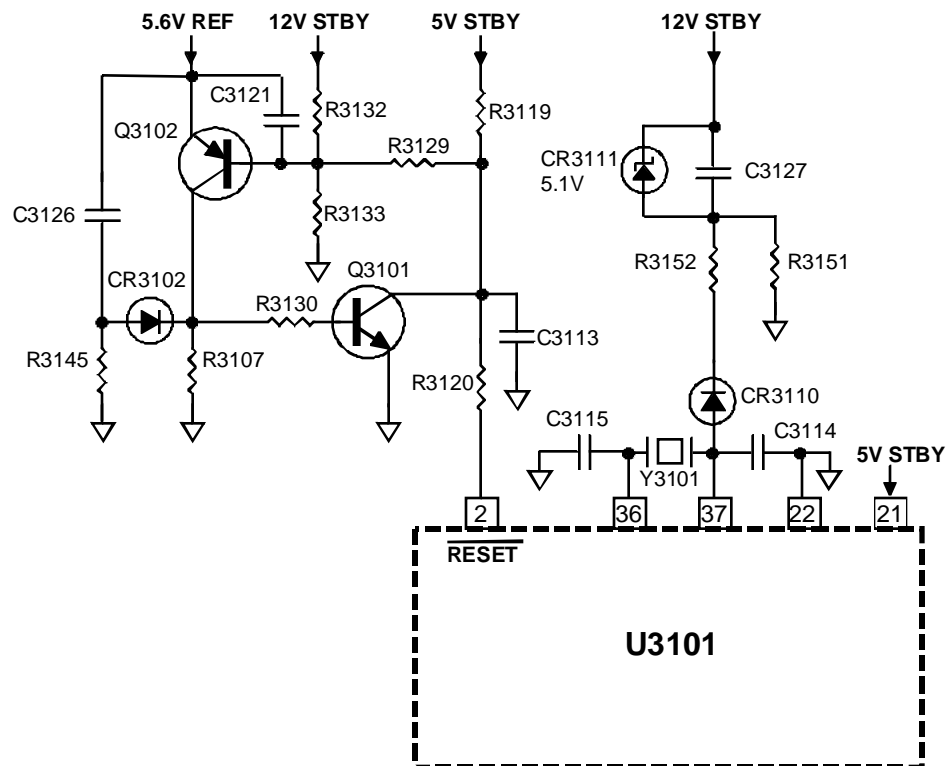 5.6V REF
12V STBY
5V STBY
12V STBY
C3121
R3132
R3119
Q3102
R3129
CR3111
5.1V
C3127
C3126
R3133
R3152
R3151
CR3102
Q3101
R3130
C3113
R3145
R3107
R3120
CR3110
C3115
C3114
Y3101
5V STBY
2
36
37
22
21
RESET
U3101